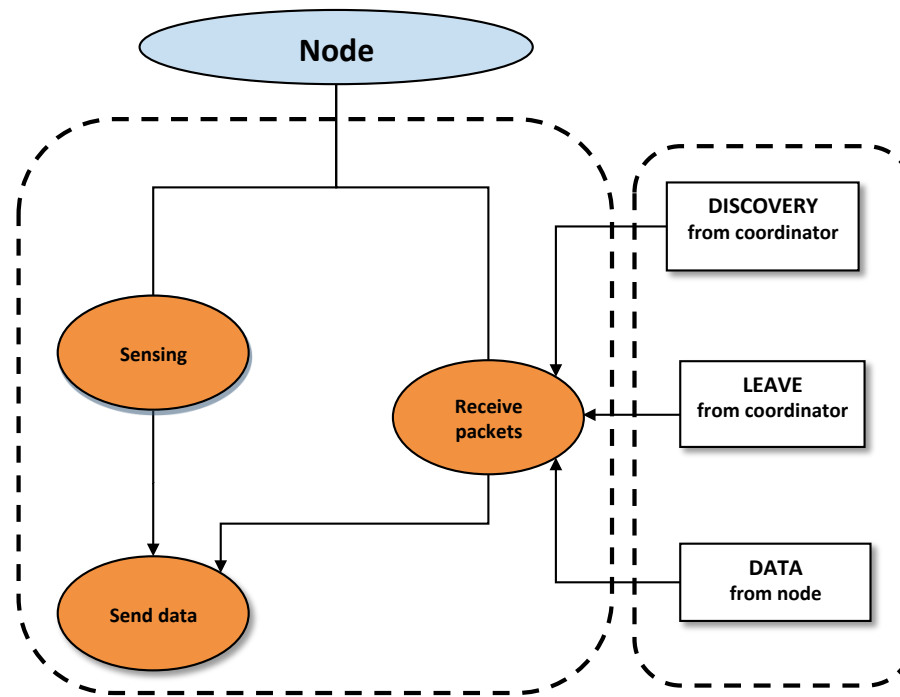 Node
DISCOVERY
from coordinator
Sensing
LEAVE
from coordinator
Receive
packets
DATA
from node
Send data